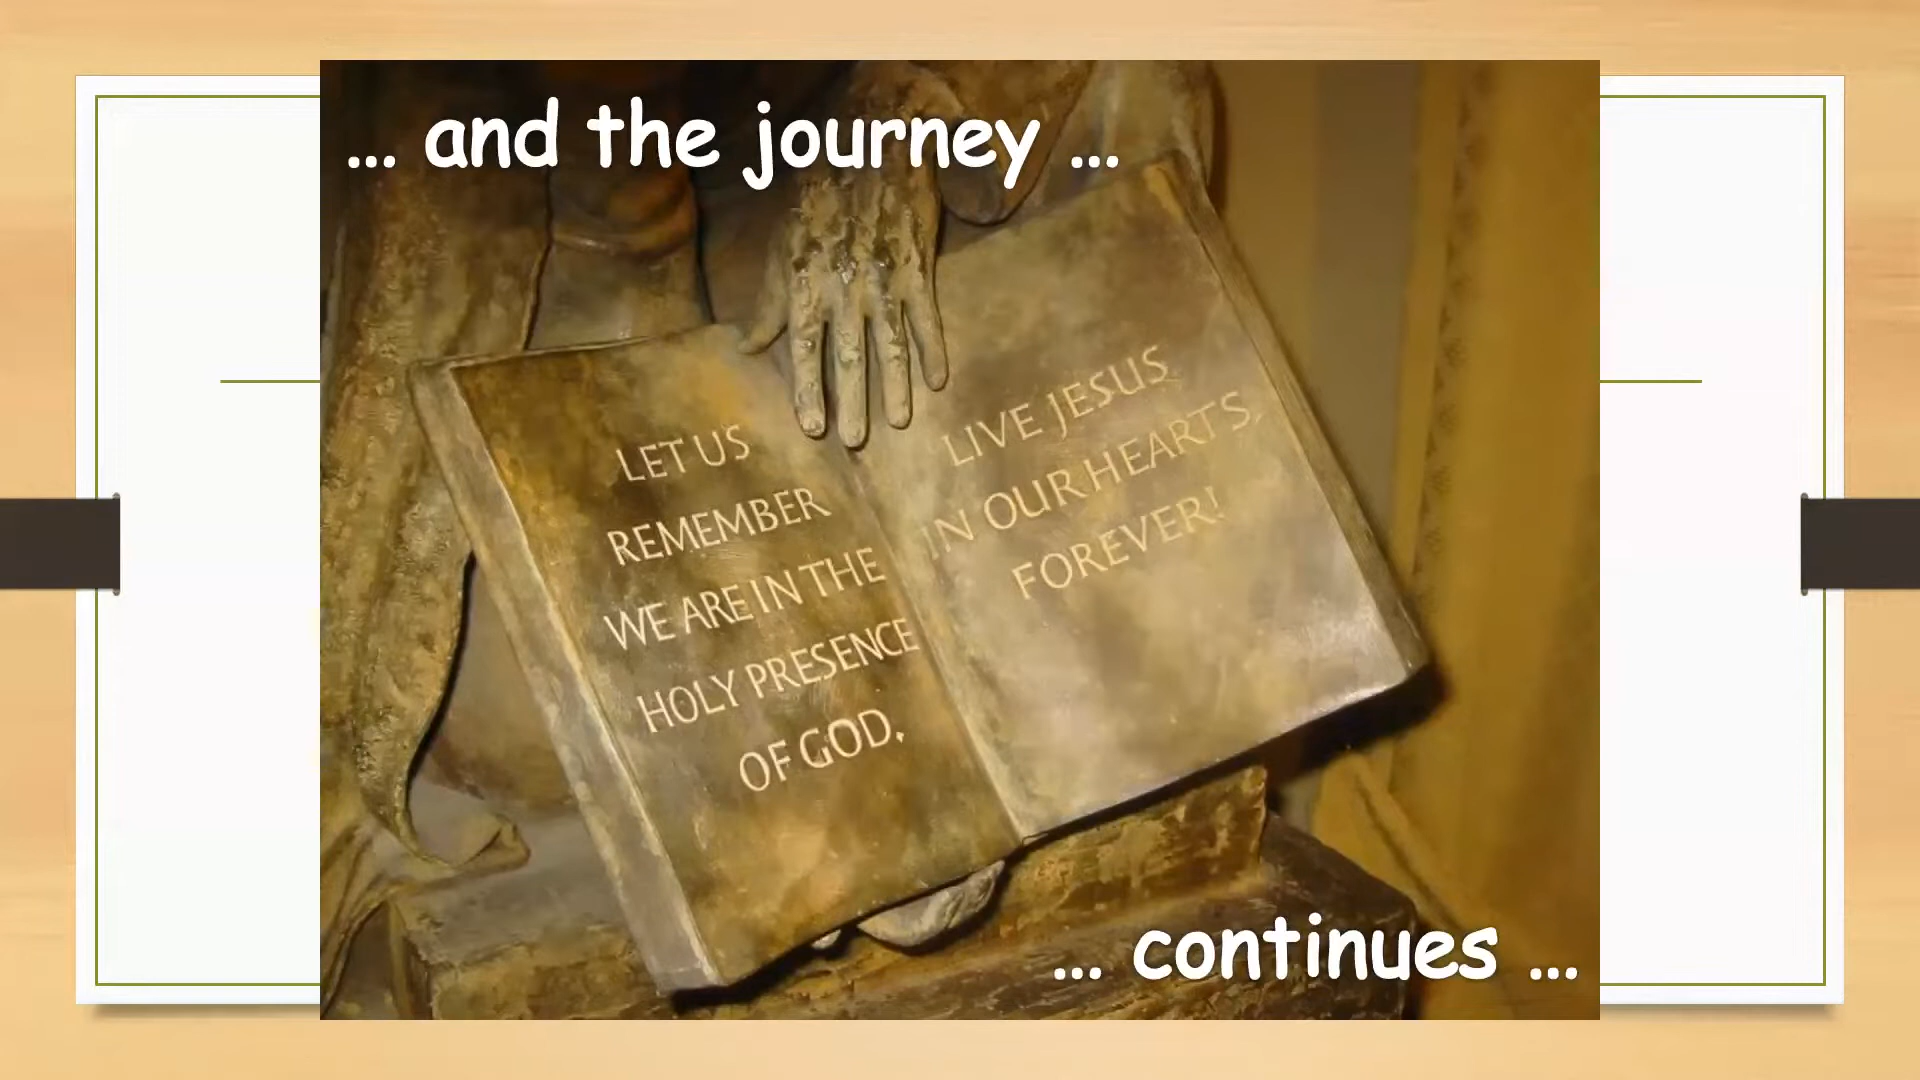 ... and the journey ...
LET US
REMEMBER
WE ARE IN THE
HOLY PRESENCE
OF GOD.
LIVE JESUS
IN OUR HEARTS,
FOREVER!
... continues ...